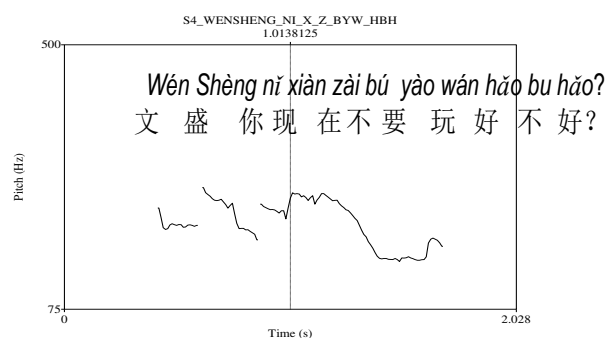 S4_WENSHENG_NI_X_Z_BYW_HBH
1.0138125
500
Wén Shèng nǐ xiàn zài bú yào wán hǎo bu hǎo?
文 盛 你 现 在 不 要 玩 好 不 好?
Pitch (Hz)
75
0
2.028
Time (s)